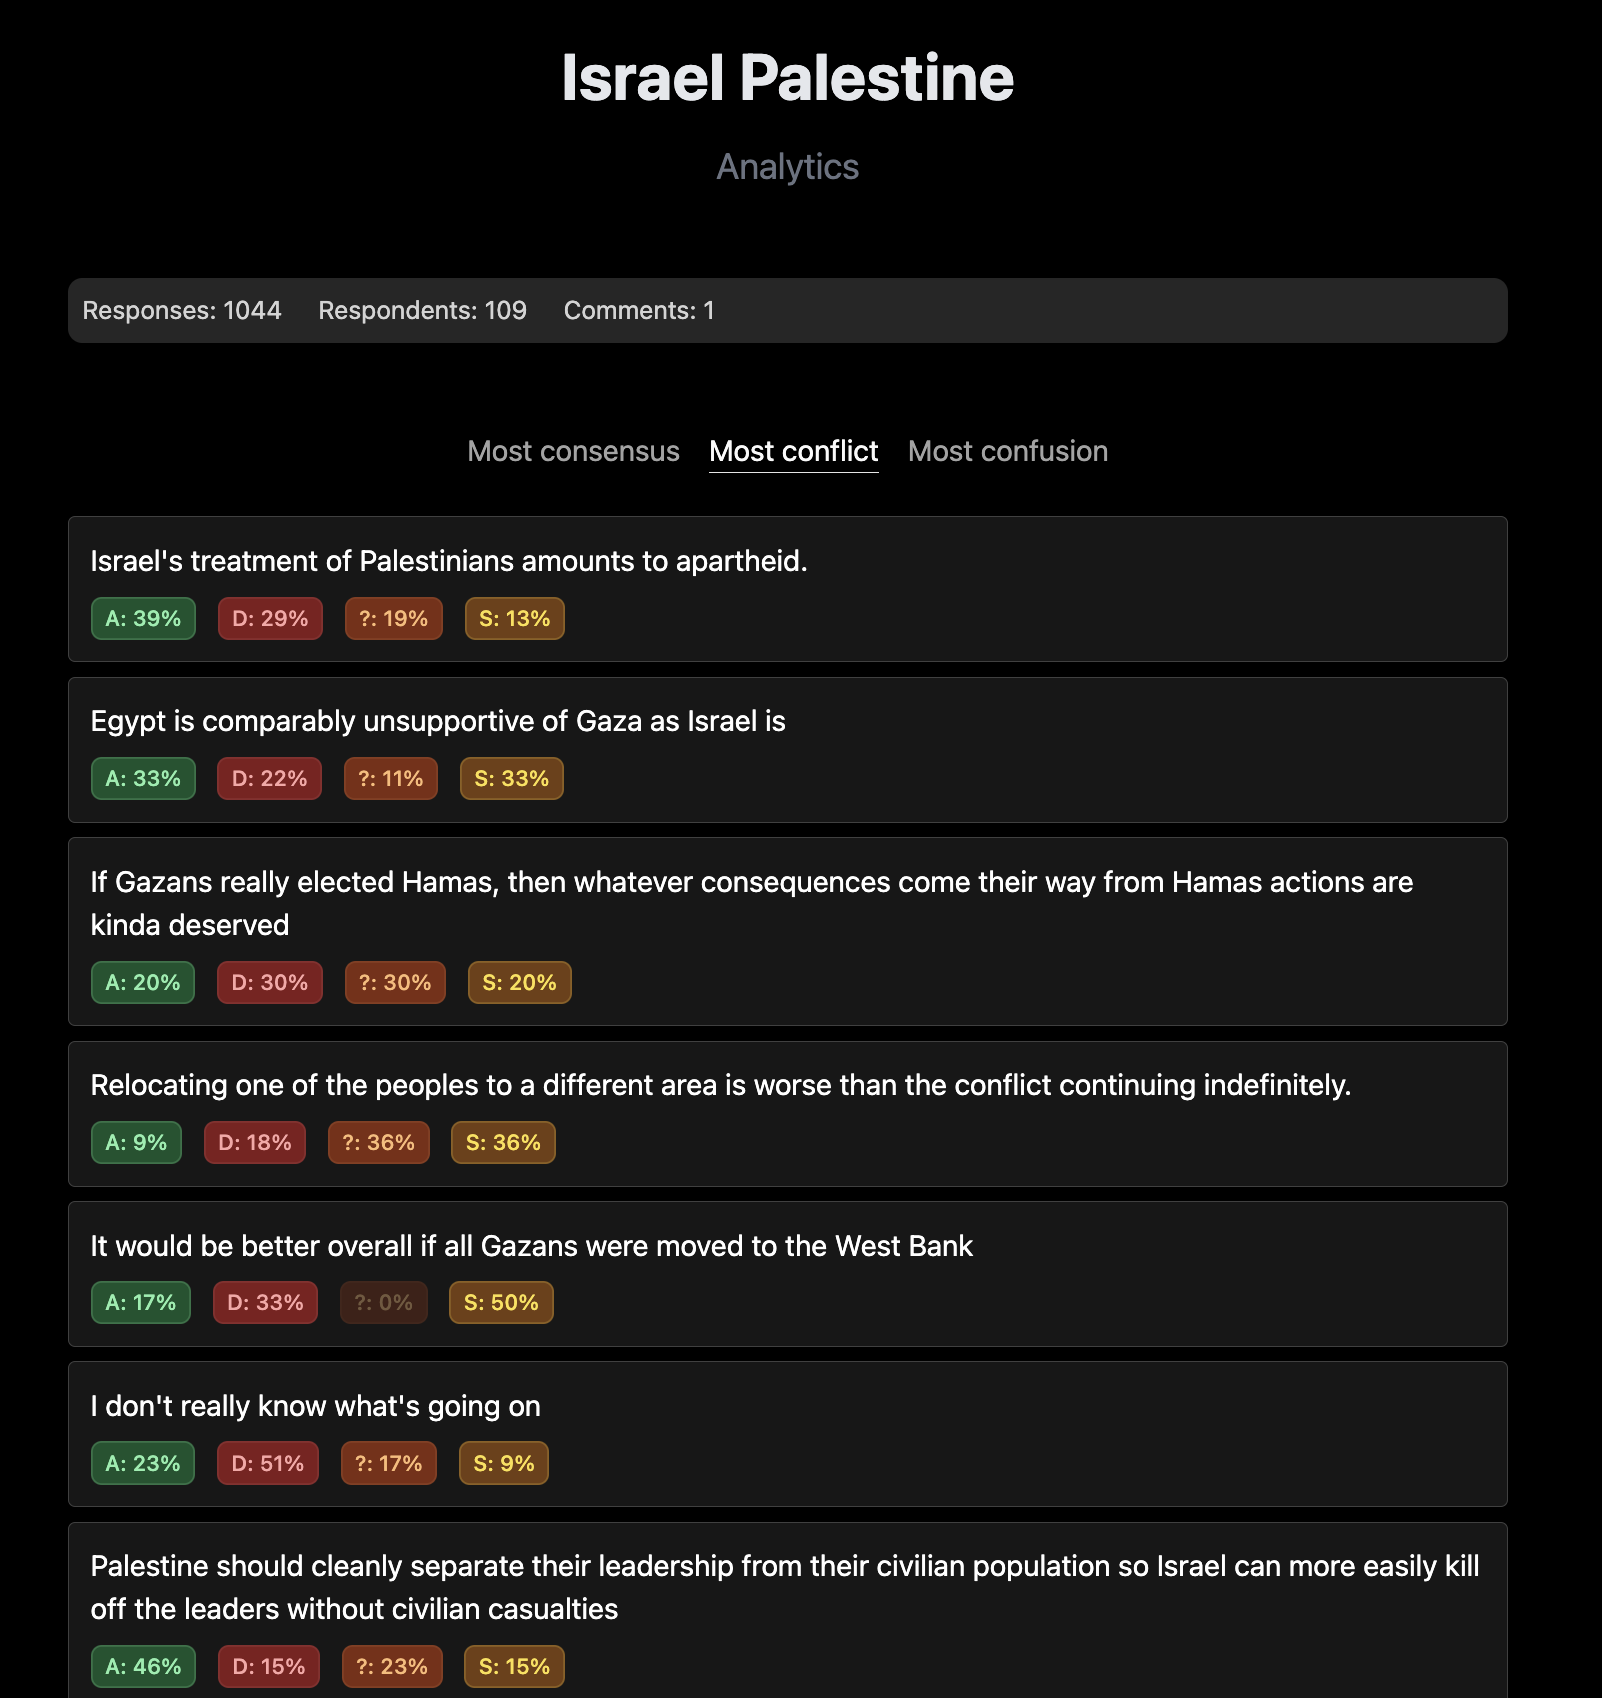 Israel Palestine
Analytics
Responses: 1044 Respondents: 109 Comments: 1
Most consensus Most conflict Most confusion
Israel's treatment of Palestinians amounts to apartheid.
A: 39% D: 29% ?: 19% S: 13%
Egypt is comparably unsupportive of Gaza as Israel is
A: 33% D: 22% ?: 11% S: 33%
If Gazans really elected Hamas, then whatever consequences come their way from Hamas actions are
kinda deserved
A: 20% D: 30% ?: 30% S: 20%
Relocating one of the peoples to a different area is worse than the conflict continuing indefinitely.
A: 9% D: 18% ?: 36% S: 36%
It would be better overall if all Gazans were moved to the West Bank
A: 17% D: 33% ?: 0% S: 50%
I don't really know what's going on
A: 23% D: 51% ?: 17% S: 9%
Palestine should cleanly separate their leadership from their civilian population so Israel can more easily kill
off the leaders without civilian casualties
A: 46% D: 15% ?: 23% S: 15%